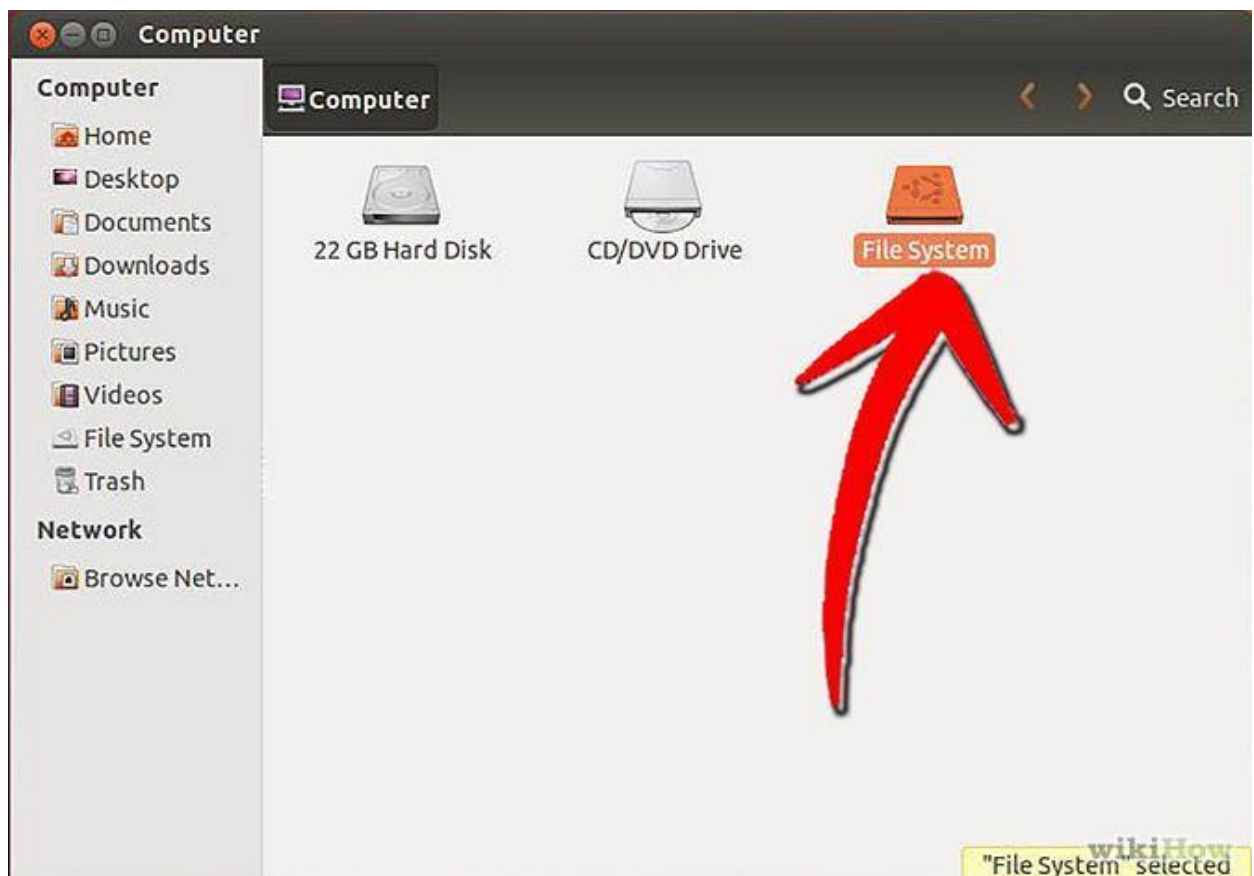 Computer
Computer
Home
Desktop
Documents
Downloads
Music
Pictures
Videos
File System
Trash
Network
Browse Net...
Computer
Search
22 GB Hard Disk
CD/DVD Drive
File System
"File System" selected
wikiHow